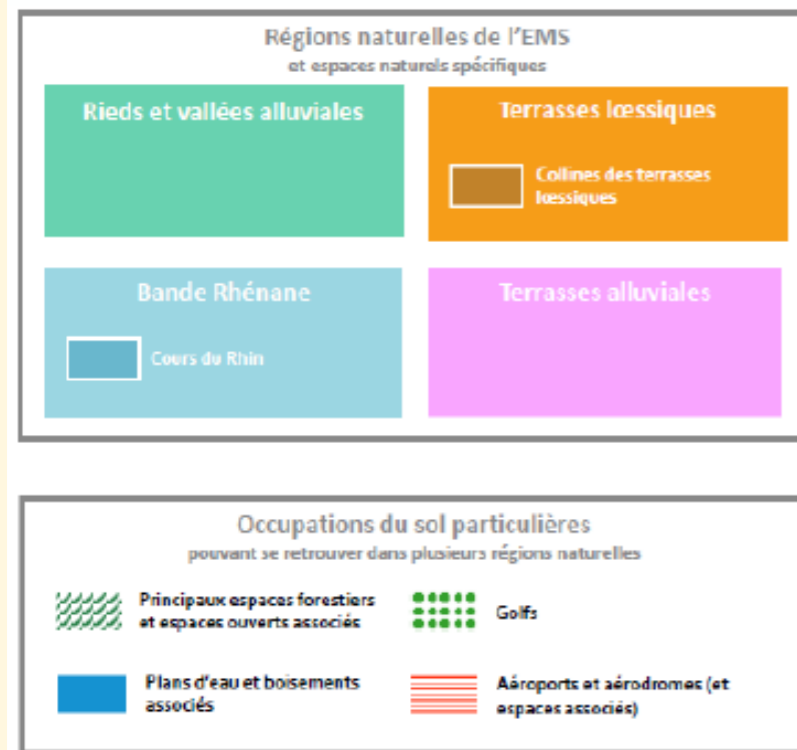 Régions naturelles de l'EMS
et espaces naturels spécifiques
Rieds et vallées alluviales
Terrasses lœssiques
Collines des terrasses
lœssiques
Bande Rhénane
Cours du Rhin
Terrasses alluviales
Occupations du sol particulières
pouvant se retrouver dans plusieurs régions naturelles
Principaux espaces forestiers
et espaces ouverts associés
Golfs
Plans d'eau et boisements
associés
Aéroports et aérodromes (et
espaces associés)